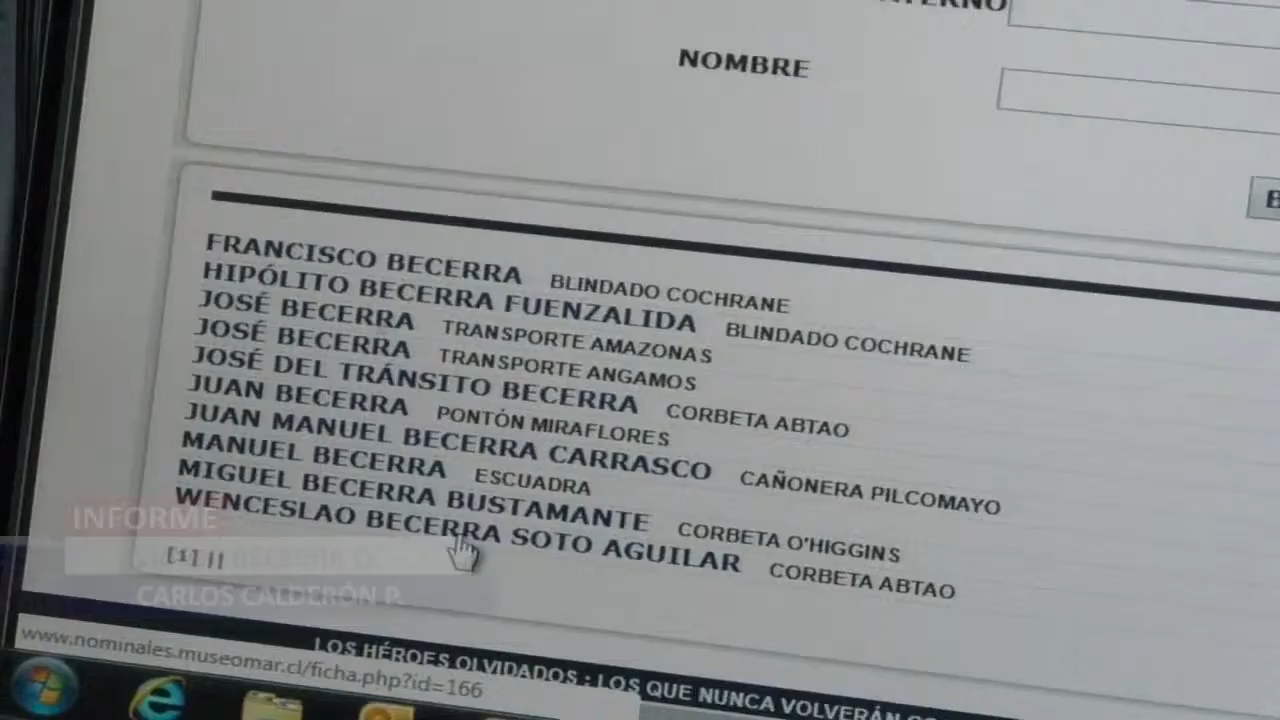 NOMBRE
FRANCISCO BECERRA BLINDADO COCHRANE
HIPÓLITO BECERRA FUENZALIDA BLINDADO COCHRANE
JOSÉ BECERRA TRANSPORTE AMAZONAS
JOSÉ BECERRA TRANSPORTE ANGAMOS
JOSÉ DEL TRÁNSITO BECERRA CORBETA ABTAO
JUAN BECERRA PONTÓN MIRAFLORES
JUAN MANUEL BECERRA CARRASCO CAÑONERA PILCOMAYO
MANUEL BECERRA ESCUADRA
MIGUEL BECERRA BUSTAMANTE CORBETA O'HIGGINS
WENCESLAO BECERRA SOTO AGUILAR CORBETA ABTAO
[1] ||
INFORME
BECERRA
CARLOS CALDERÓN P.
LOS HÉROES OLVIDADOS : LOS QUE NUNCA VOLVERÁN
www.nominales.museomar.cl/ficha.php?id=166